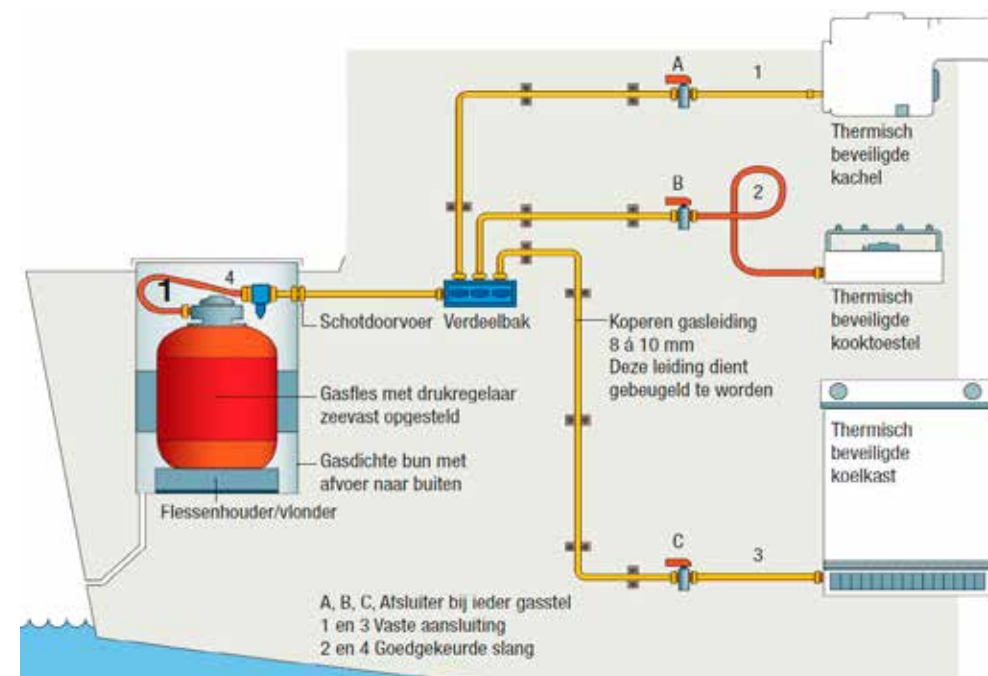 A
1
Thermisch
beveiligde
kachel
B
2
Thermisch
beveiligde
kooktoestel
1
4
Schotdoorvoer
Verdeelbak
Koperen gasleiding
8 á 10 mm
Deze leiding dient
gebeugeld te worden
Gasfles met drukregelaar
zeevast opgesteld
Gasdichte bun met
afvoer naar buiten
Flessenhouder/vlonder
Thermisch
beveiligde
koelkast
C
3
A, B, C, Afsluiter bij ieder gasstel
1 en 3 Vaste aansluiting
2 en 4 Goedgekeurde slang